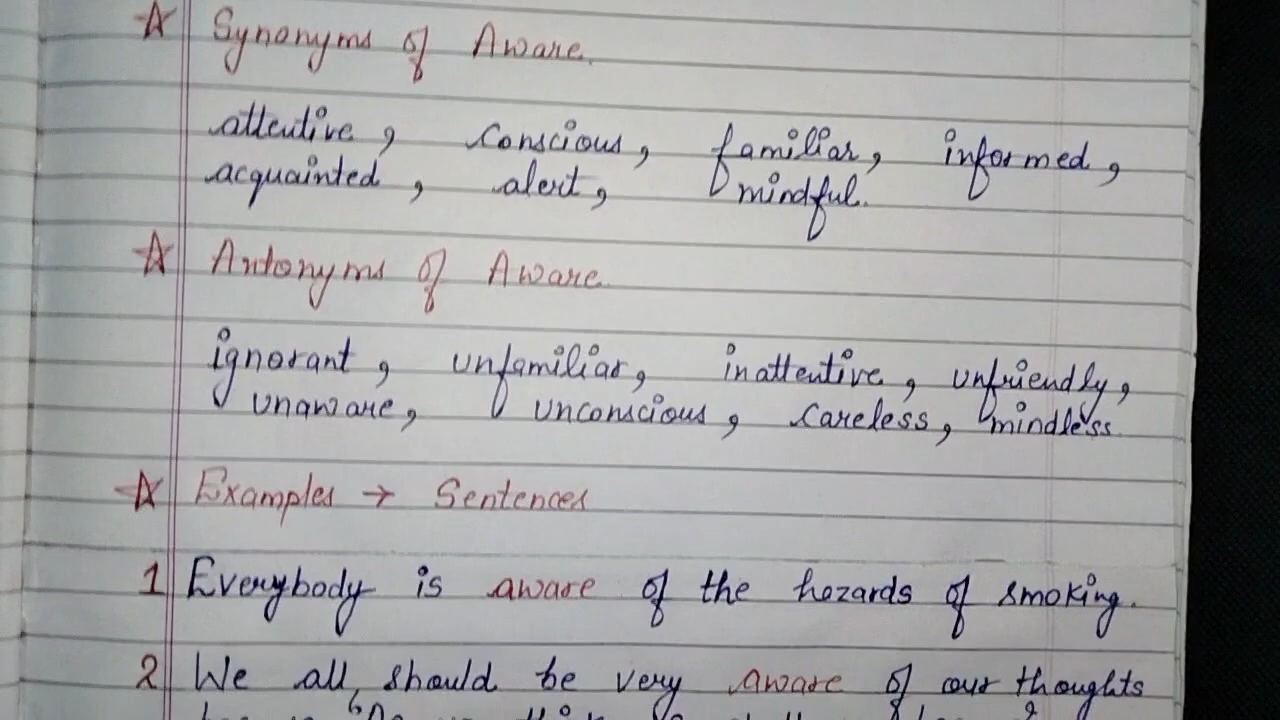 ☆ Synonyms of Aware.
attentive, conscious, familiar, informed,
acquainted, alert, mindful.
☆ Antonyms of Aware
ignorant, unfamiliar, inattentive, unfriendly,
unaware, unconscious, careless, mindless
☆ Examples → Sentences
1 Everybody is aware of the hazards of smoking.
2 We all should be very aware of our thoughts